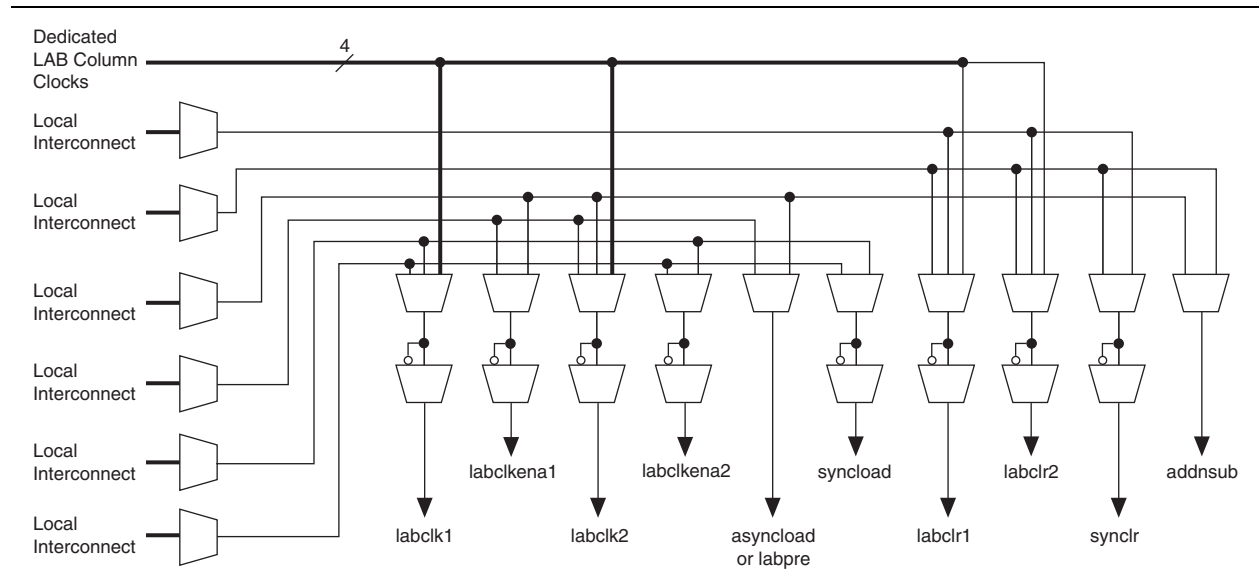 Dedicated
LAB Column
Clocks
4
Local
Interconnect
Local
Interconnect
Local
Interconnect
Local
Interconnect
Local
Interconnect
Local
Interconnect
labclkena1
labclkena2
syncload
labclr2
addnsub
labclk1
labclk2
asyncload
or labpre
labclr1
synclr